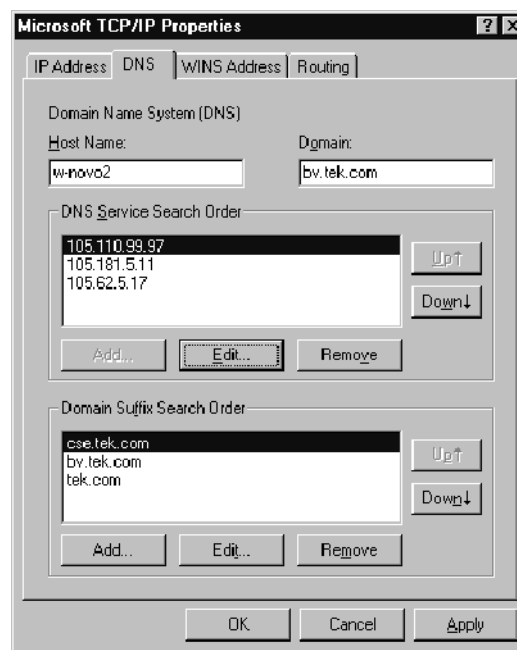 Microsoft TCP/IP Properties
IP Address DNS WINS Address Routing
Domain Name System (DNS)
Host Name: Domain:
w-novo2 bv.tek.com
DNS Service Search Order
105.110.99.97
105.181.5.11
105.62.5.17
Up↑
Down↓
Add... Edit... Remove
Domain Suffix Search Order
cse.tek.com
bv.tek.com
tek.com
Up↑
Down↓
Add... Edit... Remove
OK Cancel Apply